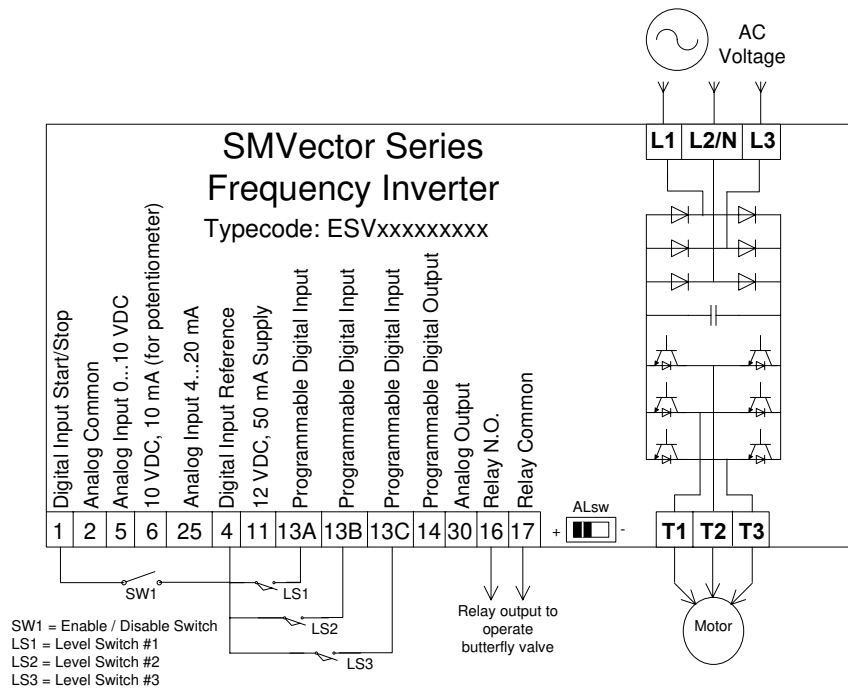 AC
Voltage
L1 L2/N L3
SMVector Series
Frequency Inverter
Typecode: ESVxxxxxxxxx
Digital Input Start/Stop
Analog Common
Analog Input 0...10 VDC
10 VDC, 10 mA (for potentiometer)
Analog Input 4...20 mA
Digital Input Reference
12 VDC, 50 mA Supply
Programmable Digital Input
Programmable Digital Input
Programmable Digital Input
Programmable Digital Output
Analog Output
Relay N.O.
Relay Common
1 2 5 6 25 4 11 13A 13B 13C 14 30 16 17
ALsw
+ -
T1 T2 T3
SW1
LS1
LS2
LS3
Relay output to
operate
butterfly valve
Motor
SW1 = Enable / Disable Switch
LS1 = Level Switch #1
LS2 = Level Switch #2
LS3 = Level Switch #3